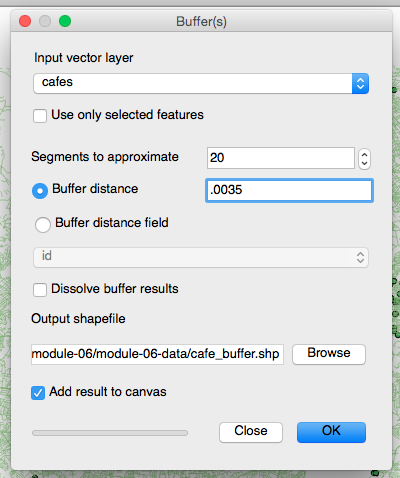 Buffer(s)
Input vector layer
cafes
Use only selected features
Segments to approximate
20
Buffer distance
.0035
Buffer distance field
id
Dissolve buffer results
Output shapefile
module-06/module-06-data/cafe_buffer.shp
Browse
Add result to canvas
Close
OK